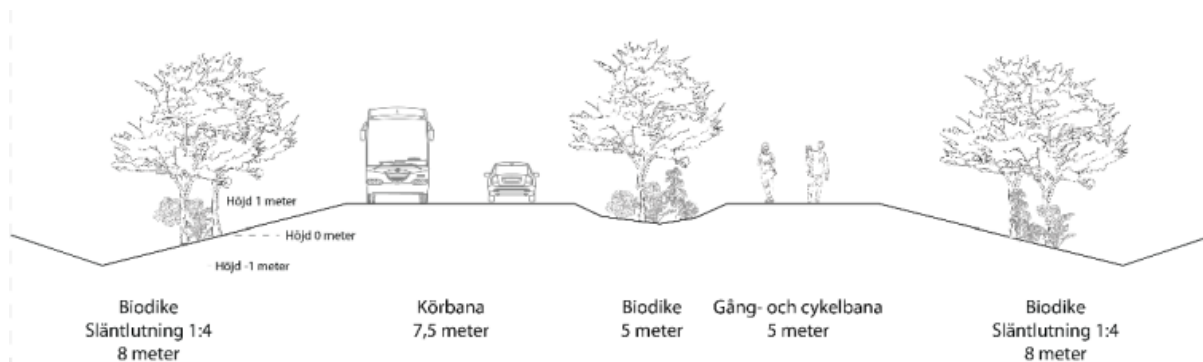 Höjd 1 meter
Höjd 0 meter
Höjd -1 meter
Biodike
Släntlutning 1:4
8 meter
Körbana
7,5 meter
Biodike
5 meter
Gång- och cykelbana
5 meter
Biodike
Släntlutning 1:4
8 meter